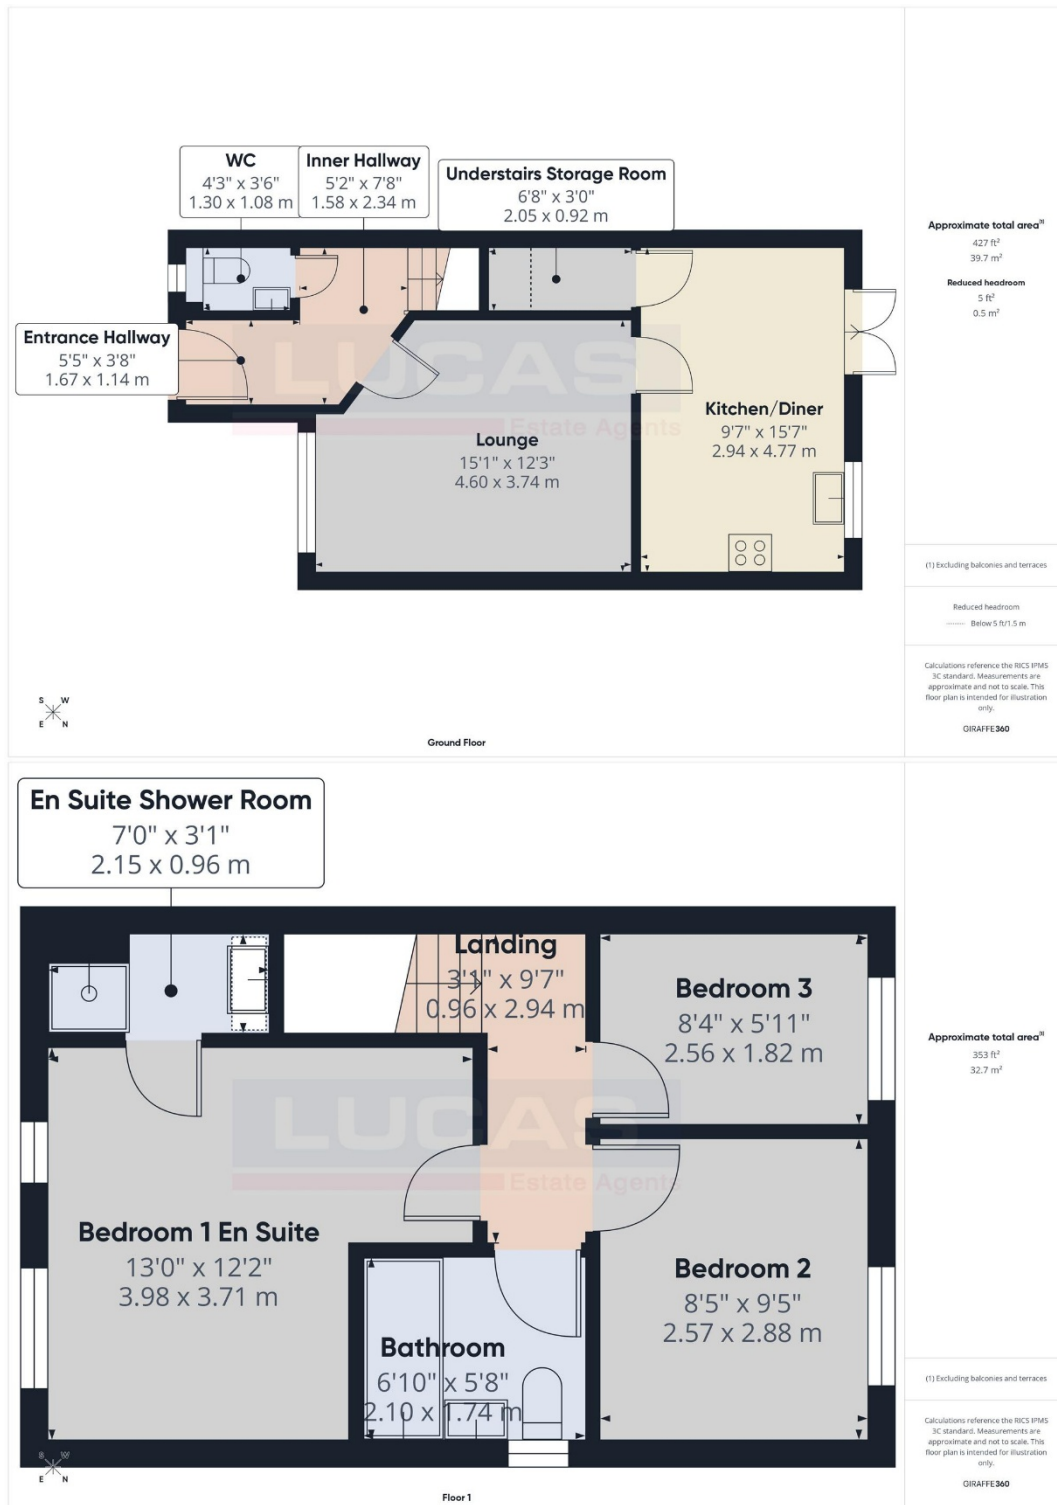 WC
4'3" x 3'6"
1.30 x 1.08 m
Inner Hallway
5'2" x 7'8"
1.58 x 2.34 m
Understairs Storage Room
6'8" x 3'0"
2.05 x 0.92 m
Entrance Hallway
5'5" x 3'8"
1.67 x 1.14 m
LUCAS
Estate Agents
Lounge
15'1" x 12'3"
4.60 x 3.74 m
Kitchen/Diner
9'7" x 15'7"
2.94 x 4.77 m
S W
E N
Ground Floor
Approximate total area(1)
427 ft²
39.7 m²
Reduced headroom
5 ft²
0.5 m²
(1) Excluding balconies and terraces
Reduced headroom
Below 5 ft/1.5 m
Calculations reference the RICS IPMS
3C standard. Measurements are
approximate and not to scale. This
floor plan is intended for illustration
only.
GIRAFFE360
En Suite Shower Room
7'0" x 3'1"
2.15 x 0.96 m
Landing
3'1" x 9'7"
0.96 x 2.94 m
Bedroom 3
8'4" x 5'11"
2.56 x 1.82 m
LUCAS
Estate Agents
Bedroom 1 En Suite
13'0" x 12'2"
3.98 x 3.71 m
Bedroom 2
8'5" x 9'5"
2.57 x 2.88 m
Bathroom
6'10" x 5'8"
2.10 x 1.74 m
S W
E N
Floor 1
Approximate total area(1)
353 ft²
32.7 m²
(1) Excluding balconies and terraces
Calculations reference the RICS IPMS
3C standard. Measurements are
approximate and not to scale. This
floor plan is intended for illustration
only.
GIRAFFE360